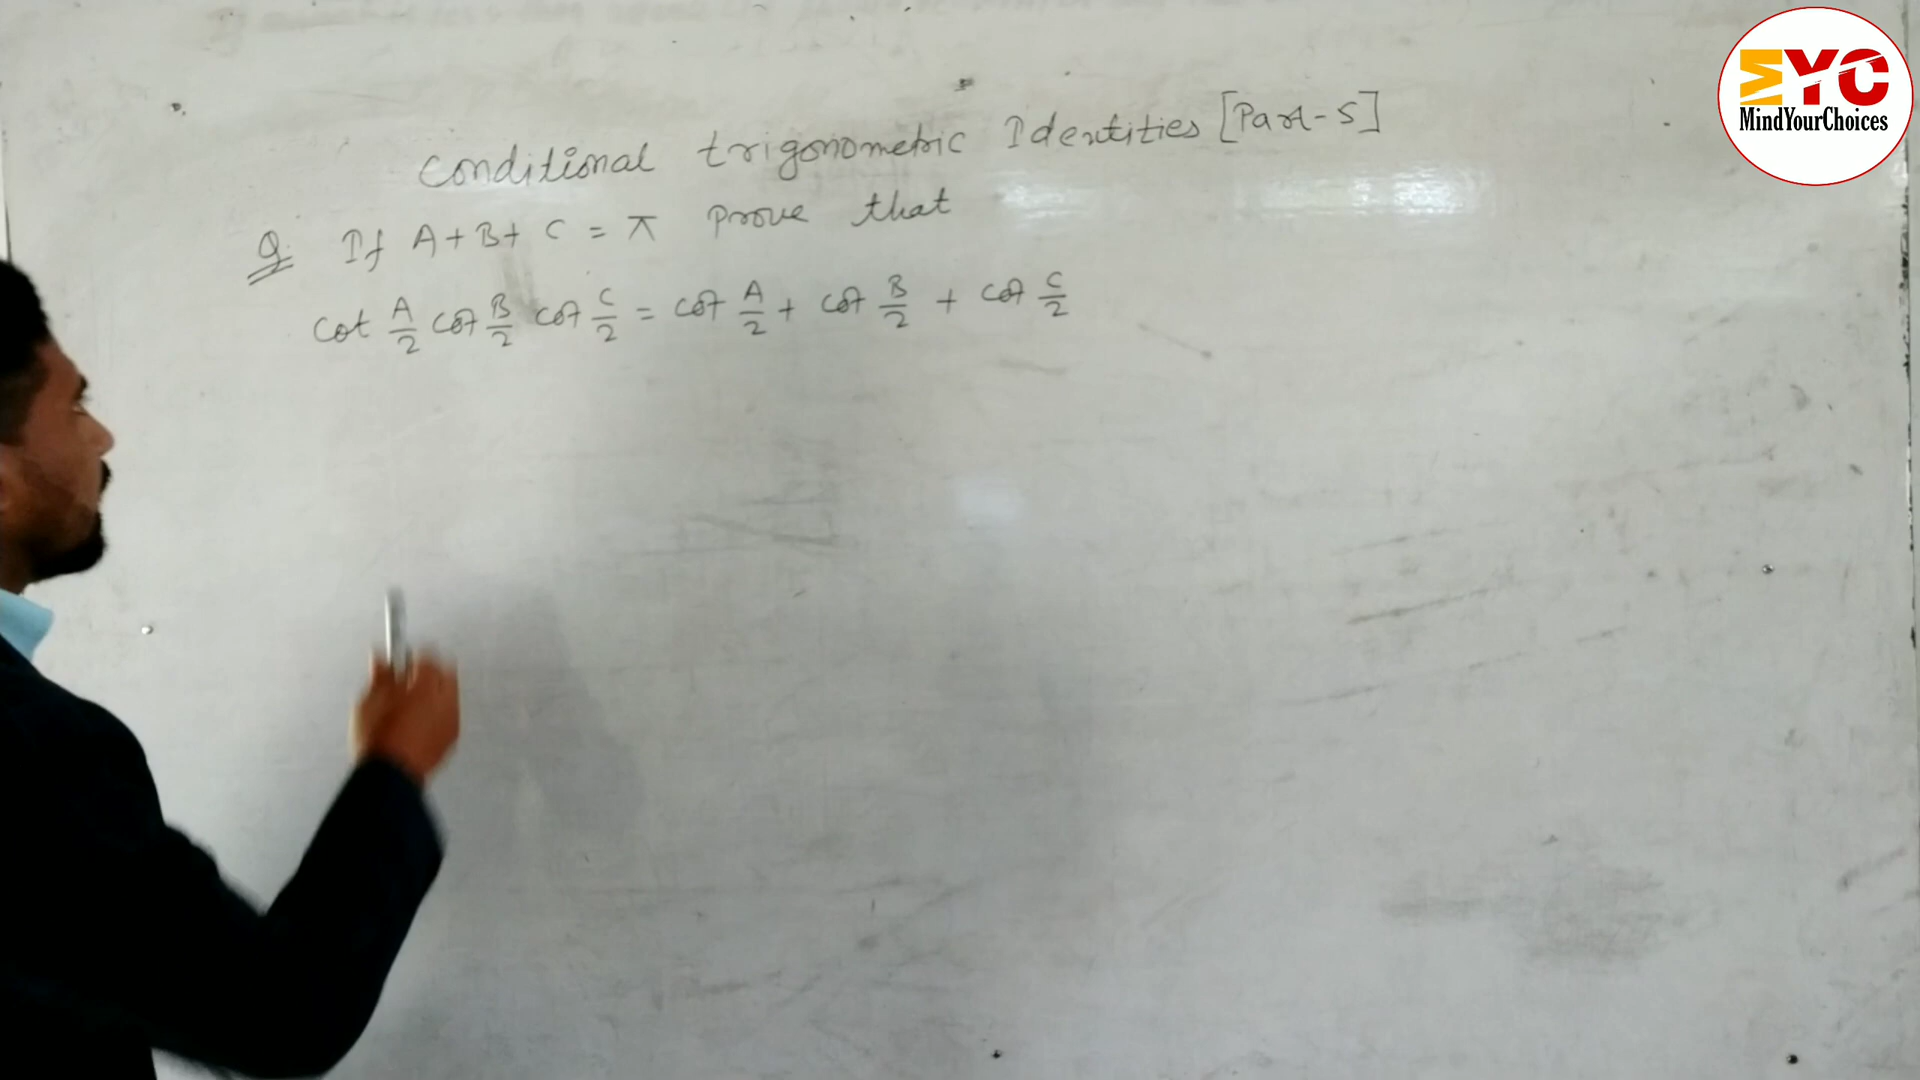 MYC
MindYourChoices
Conditional trigonometric Identities [Part-5]
Q. If A+B+C = π prove that
cot A/2 cot B/2 cot C/2 = cot A/2 + cot B/2 + cot C/2